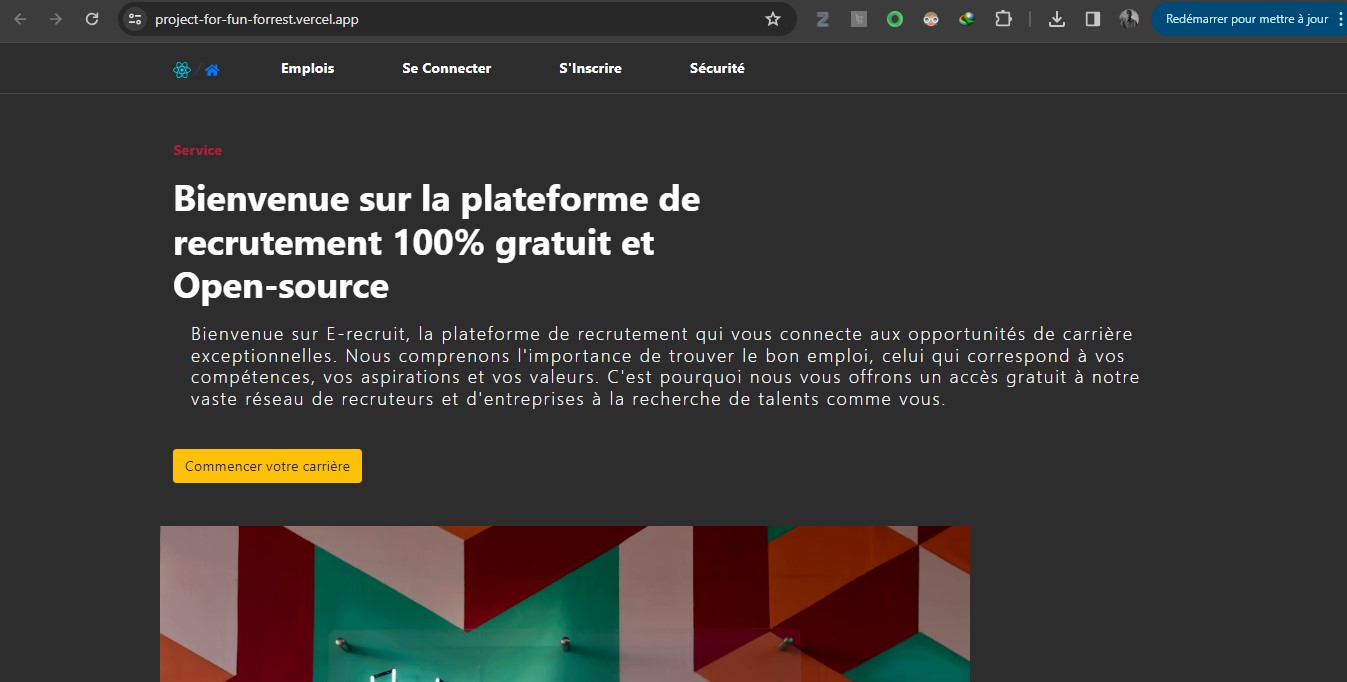 project-for-fun-forrest.vercel.app
Redémarrer pour mettre à jour
/
Emplois
Se Connecter
S'Inscrire
Sécurité
Service
Bienvenue sur la plateforme de
recrutement 100% gratuit et
Open-source
Bienvenue sur E-recruit, la plateforme de recrutement qui vous connecte aux opportunités de carrière
exceptionnelles. Nous comprenons l'importance de trouver le bon emploi, celui qui correspond à vos
compétences, vos aspirations et vos valeurs. C'est pourquoi nous vous offrons un accès gratuit à notre
vaste réseau de recruteurs et d'entreprises à la recherche de talents comme vous.
Commencer votre carrière